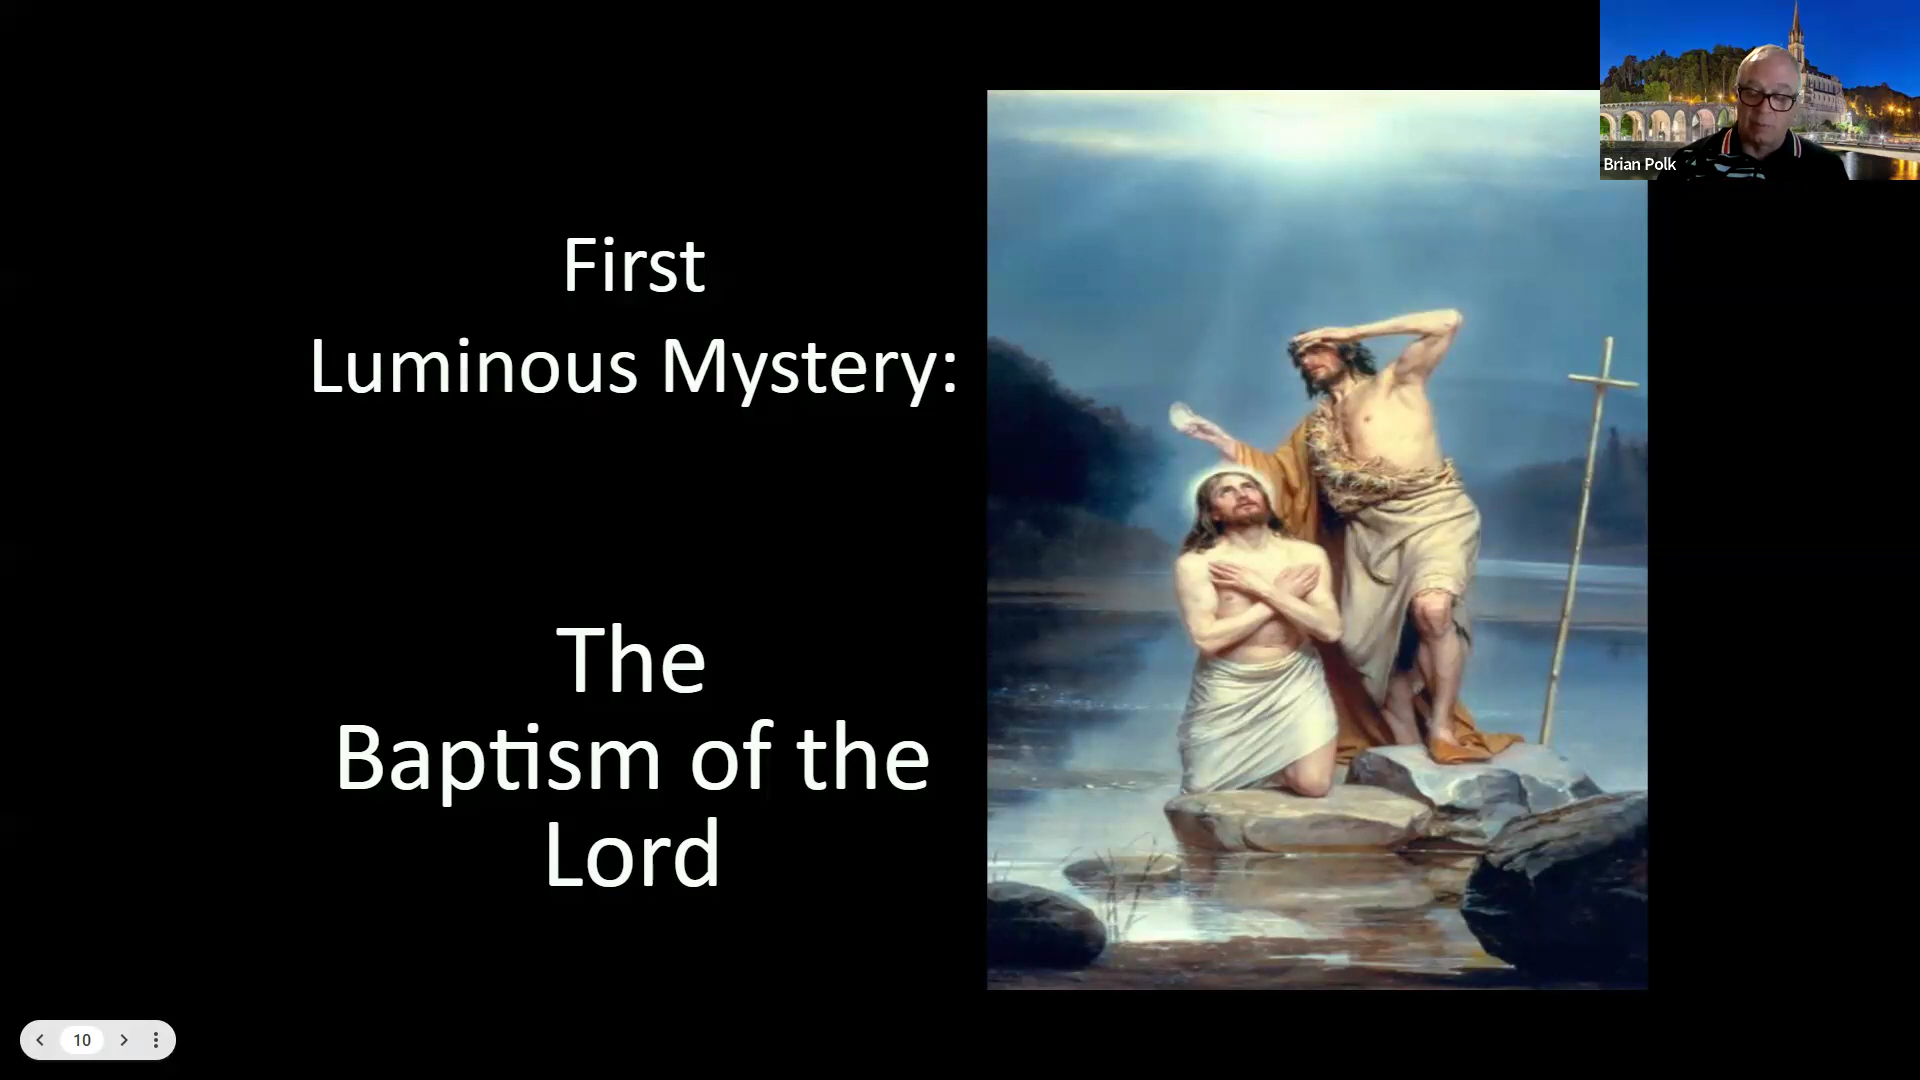 First
Luminous Mystery:
The
Baptism of the
Lord
Brian Polk
10